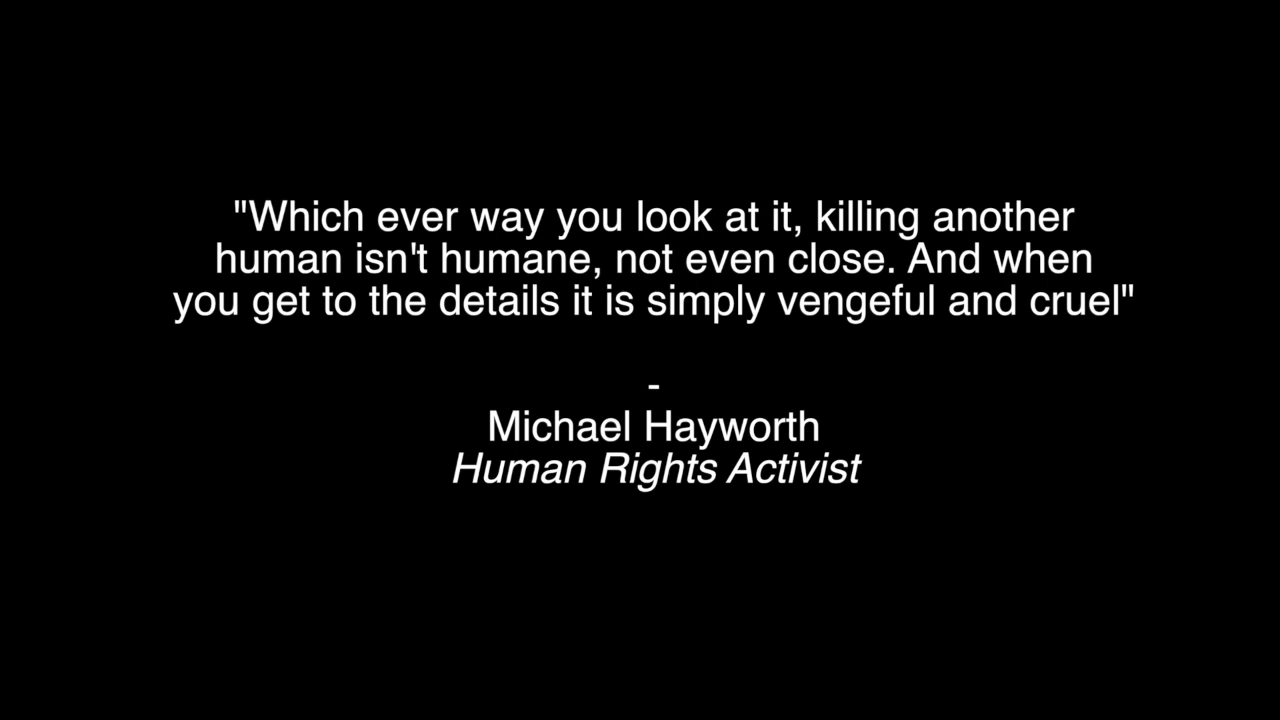 "Which ever way you look at it, killing another
human isn't humane, not even close. And when
you get to the details it is simply vengeful and cruel"
-
Michael Hayworth
Human Rights Activist